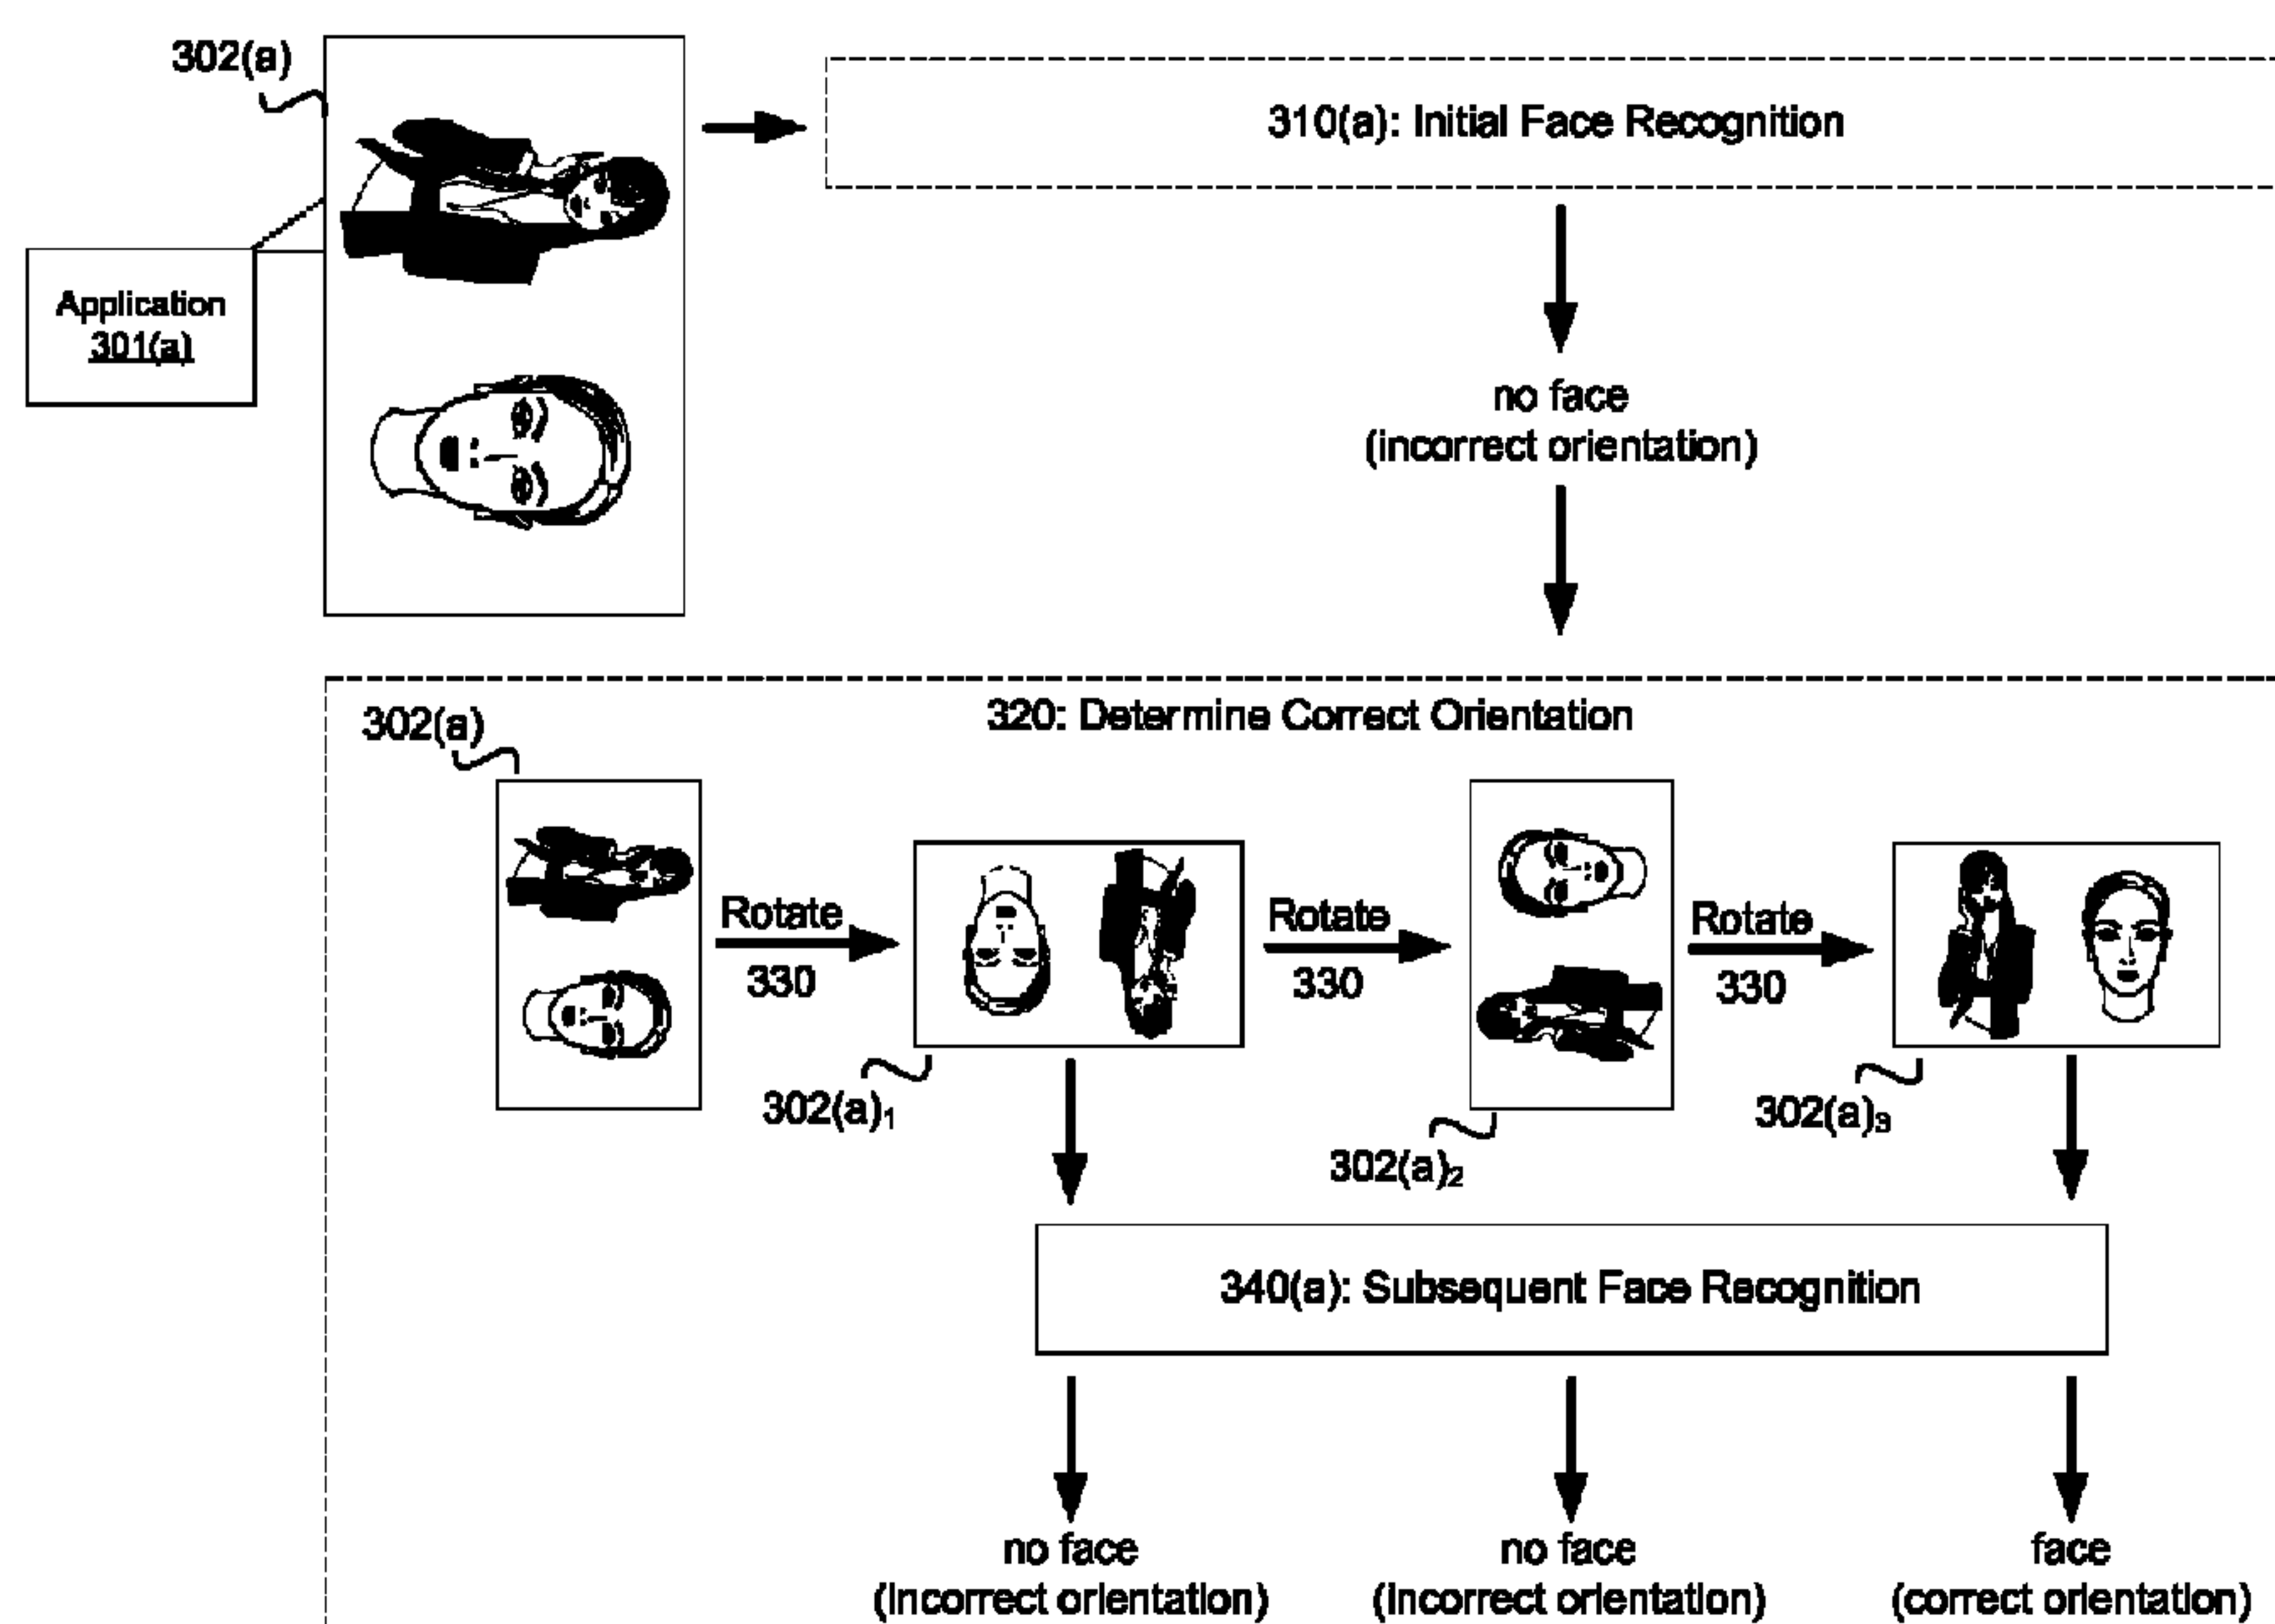 302(a)
310(a): Initial Face Recognition
Application
301(a)
no face
(incorrect orientation)
320: Determine Correct Orientation
302(a)
Rotate
330
Rotate
330
Rotate
330
302(a)1
302(a)2
302(a)3
340(a): Subsequent Face Recognition
no face
(incorrect orientation)
no face
(incorrect orientation)
face
(correct orientation)